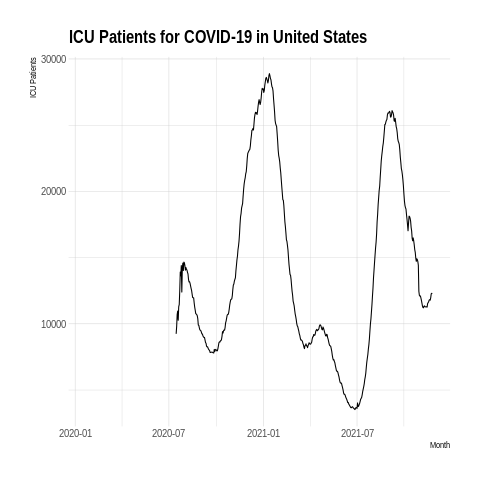 ICU Patients for COVID-19 in United States
ICU Patients
30000
20000
10000
2020-01 2020-07 2021-01 2021-07
Month